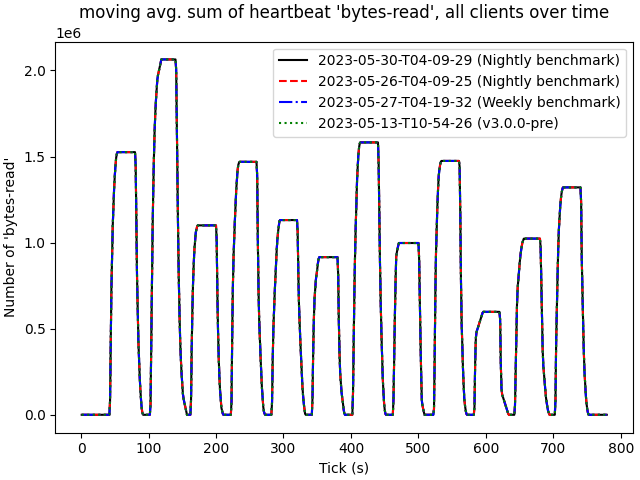 moving avg. sum of heartbeat 'bytes-read', all clients over time
1e6
2023-05-30-T04-09-29 (Nightly benchmark)
2023-05-26-T04-09-25 (Nightly benchmark)
2023-05-27-T04-19-32 (Weekly benchmark)
2023-05-13-T10-54-26 (v3.0.0-pre)
Number of 'bytes-read'
2.0
1.5
1.0
0.5
0.0
0 100 200 300 400 500 600 700 800
Tick (s)